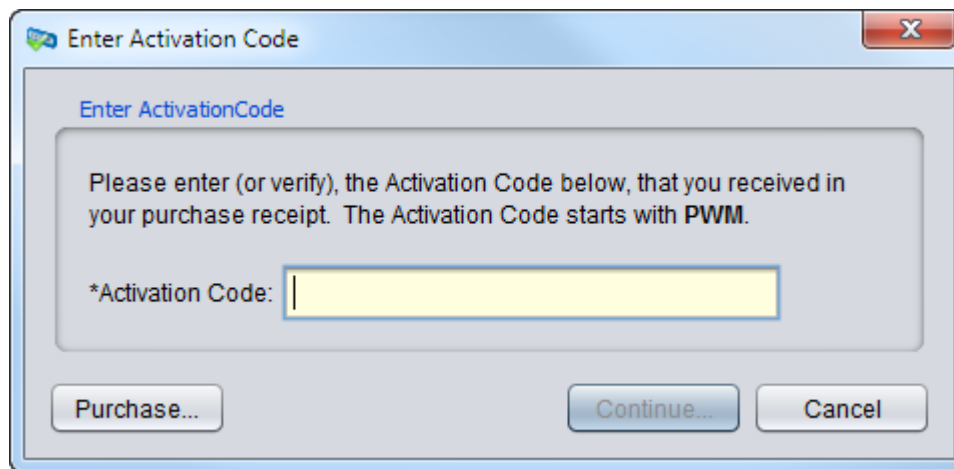 Enter Activation Code
Enter ActivationCode
Please enter (or verify), the Activation Code below, that you received in
your purchase receipt.  The Activation Code starts with PWM.
*Activation Code:
Purchase... Continue... Cancel